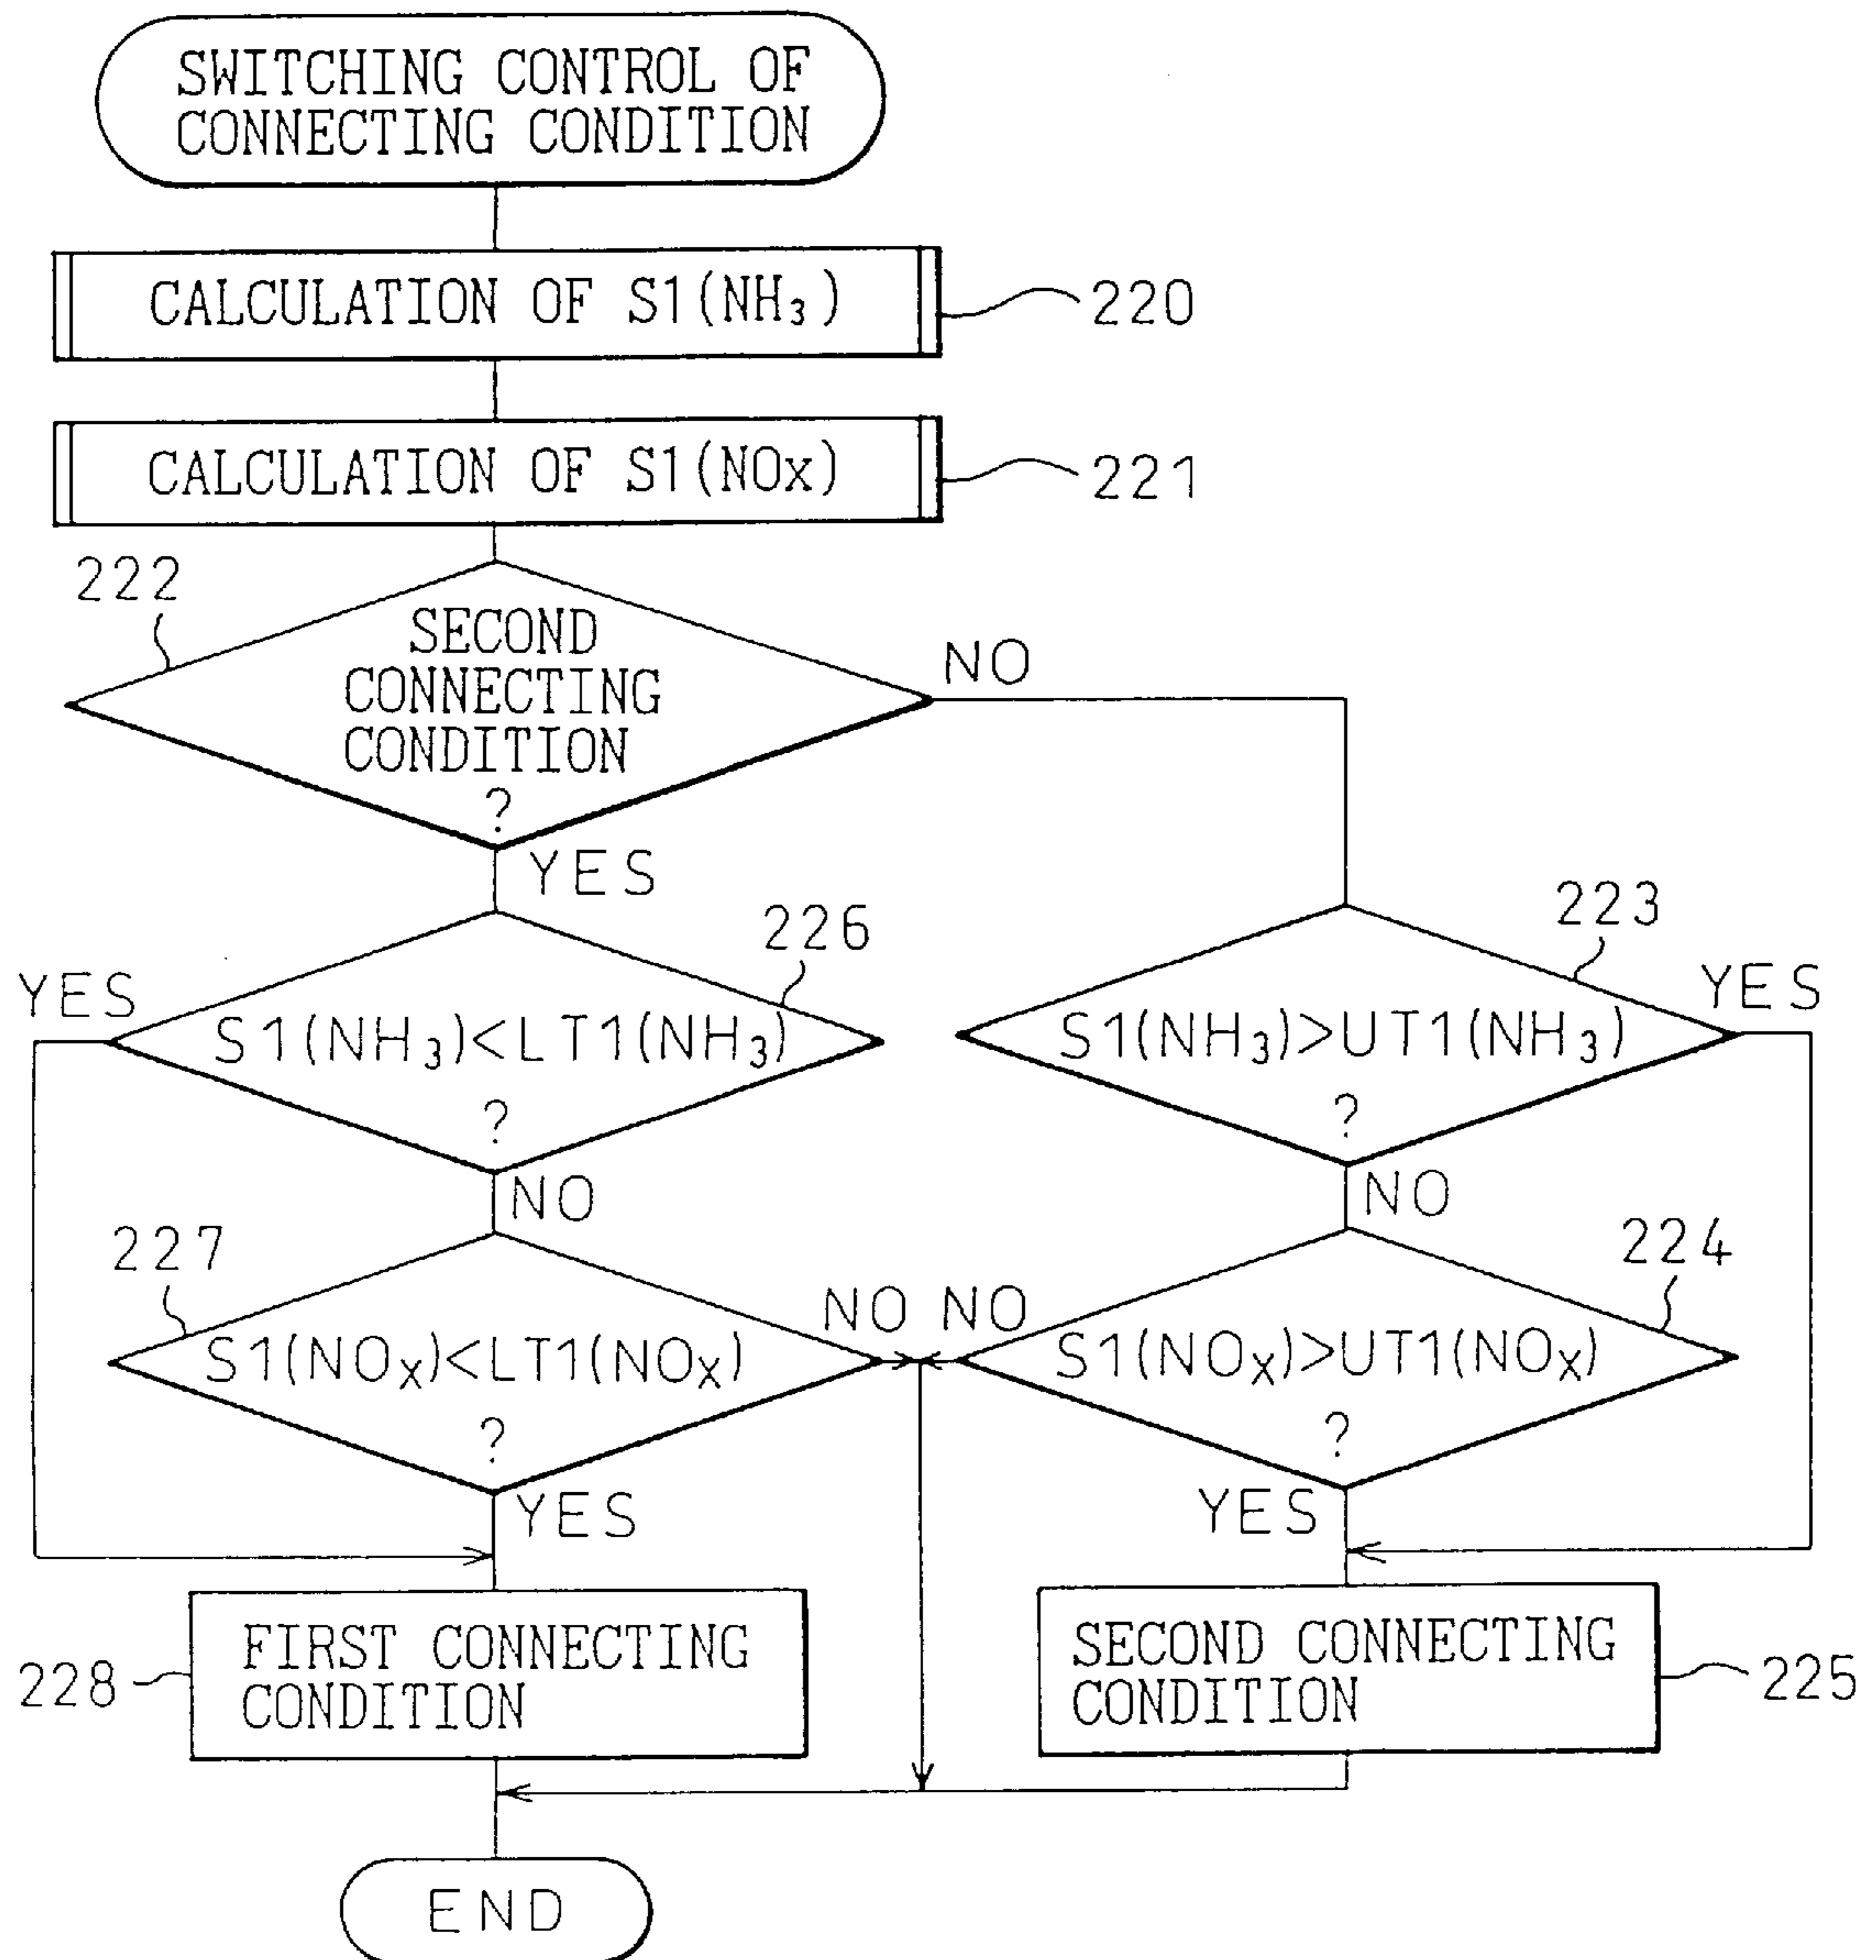 SWITCHING CONTROL OF
CONNECTING CONDITION
CALCULATION OF S1(NH₃)
220
CALCULATION OF S1(NOx)
221
222
SECOND
CONNECTING
CONDITION
?
NO
YES
226
223
YES
S1(NH₃)<LT1(NH₃)
?
S1(NH₃)>UT1(NH₃)
?
YES
NO
NO
227
224
S1(NOx)<LT1(NOx)
?
NO
NO
S1(NOx)>UT1(NOx)
?
YES
YES
228
FIRST CONNECTING
CONDITION
SECOND CONNECTING
CONDITION
225
END